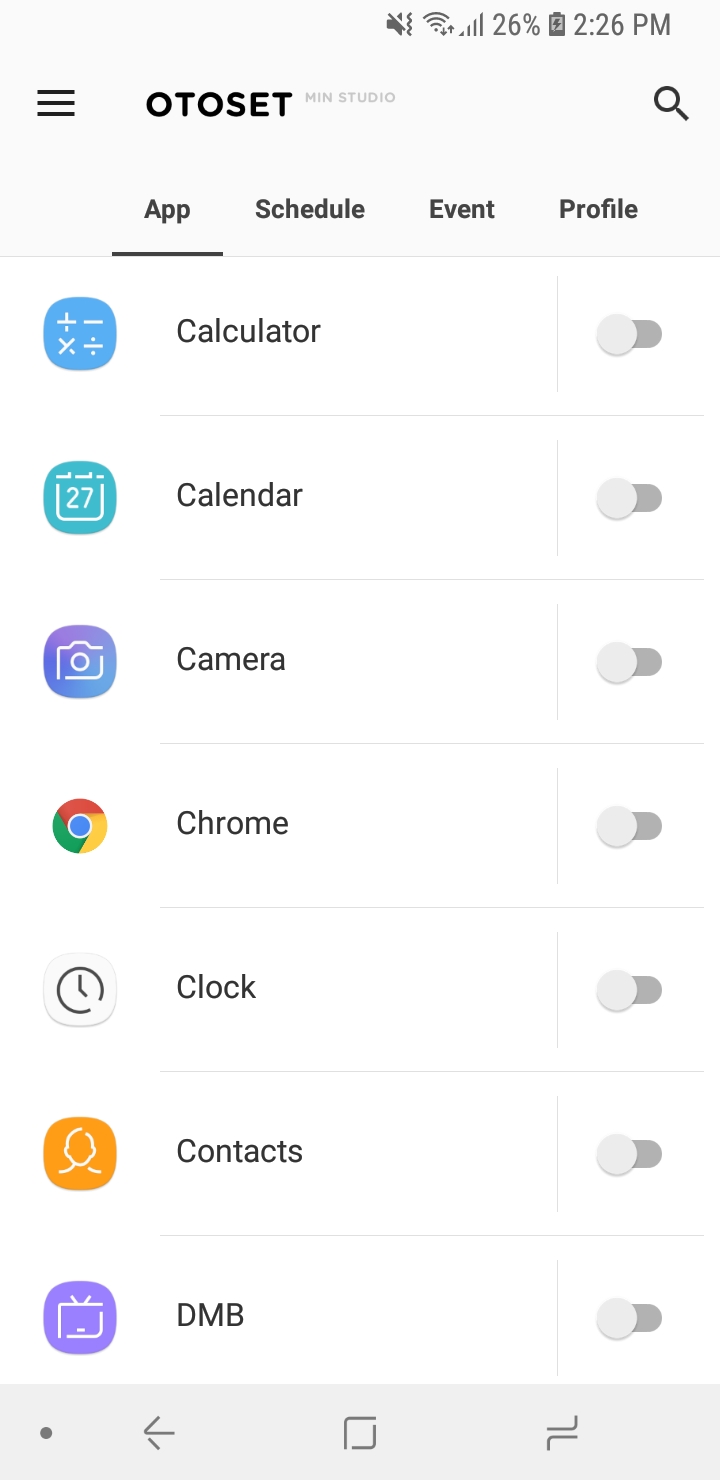 26% 2:26 PM
OTOSET MIN STUDIO
App Schedule Event Profile
Calculator
27
Calendar
Camera
Chrome
Clock
Contacts
DMB